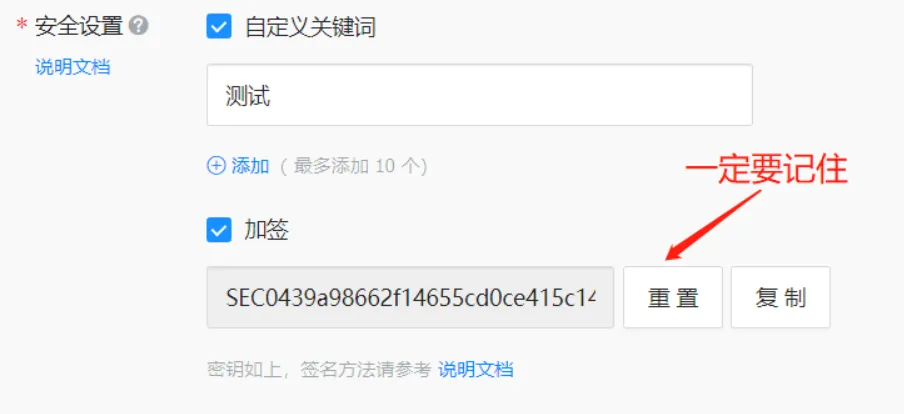 * 安全设置 ?
自定义关键词
说明文档
测试
添加 ( 最多添加 10 个)
一定要记住
加签
SEC0439a98662f14655cd0ce415c14
重置
复制
密钥如上，签名方法请参考 说明文档